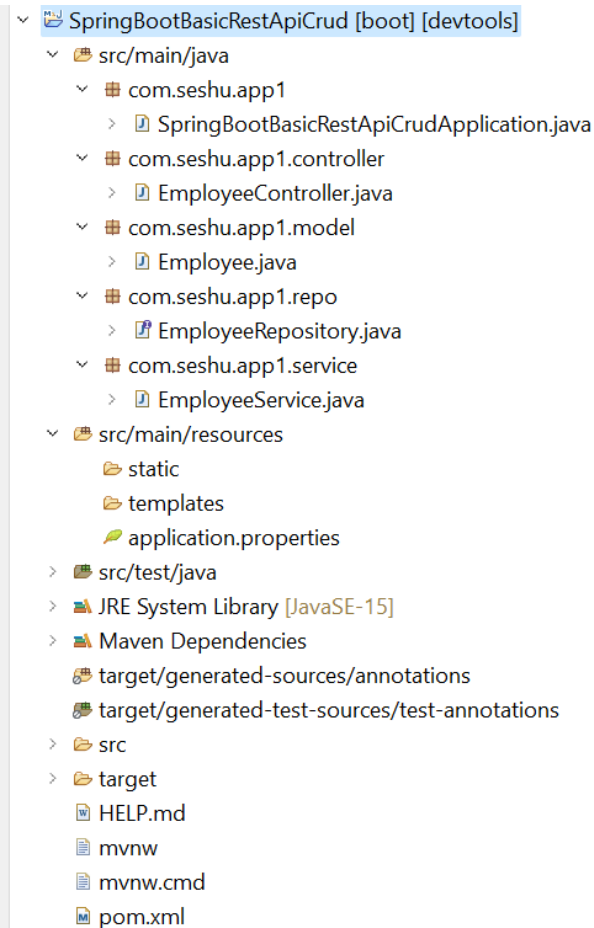 SpringBootBasicRestApiCrud [boot] [devtools]
src/main/java
com.seshu.app1
SpringBootBasicRestApiCrudApplication.java
com.seshu.app1.controller
EmployeeController.java
com.seshu.app1.model
Employee.java
com.seshu.app1.repo
EmployeeRepository.java
com.seshu.app1.service
EmployeeService.java
src/main/resources
static
templates
application.properties
src/test/java
JRE System Library [JavaSE-15]
Maven Dependencies
target/generated-sources/annotations
target/generated-test-sources/test-annotations
src
target
HELP.md
mvnw
mvnw.cmd
pom.xml